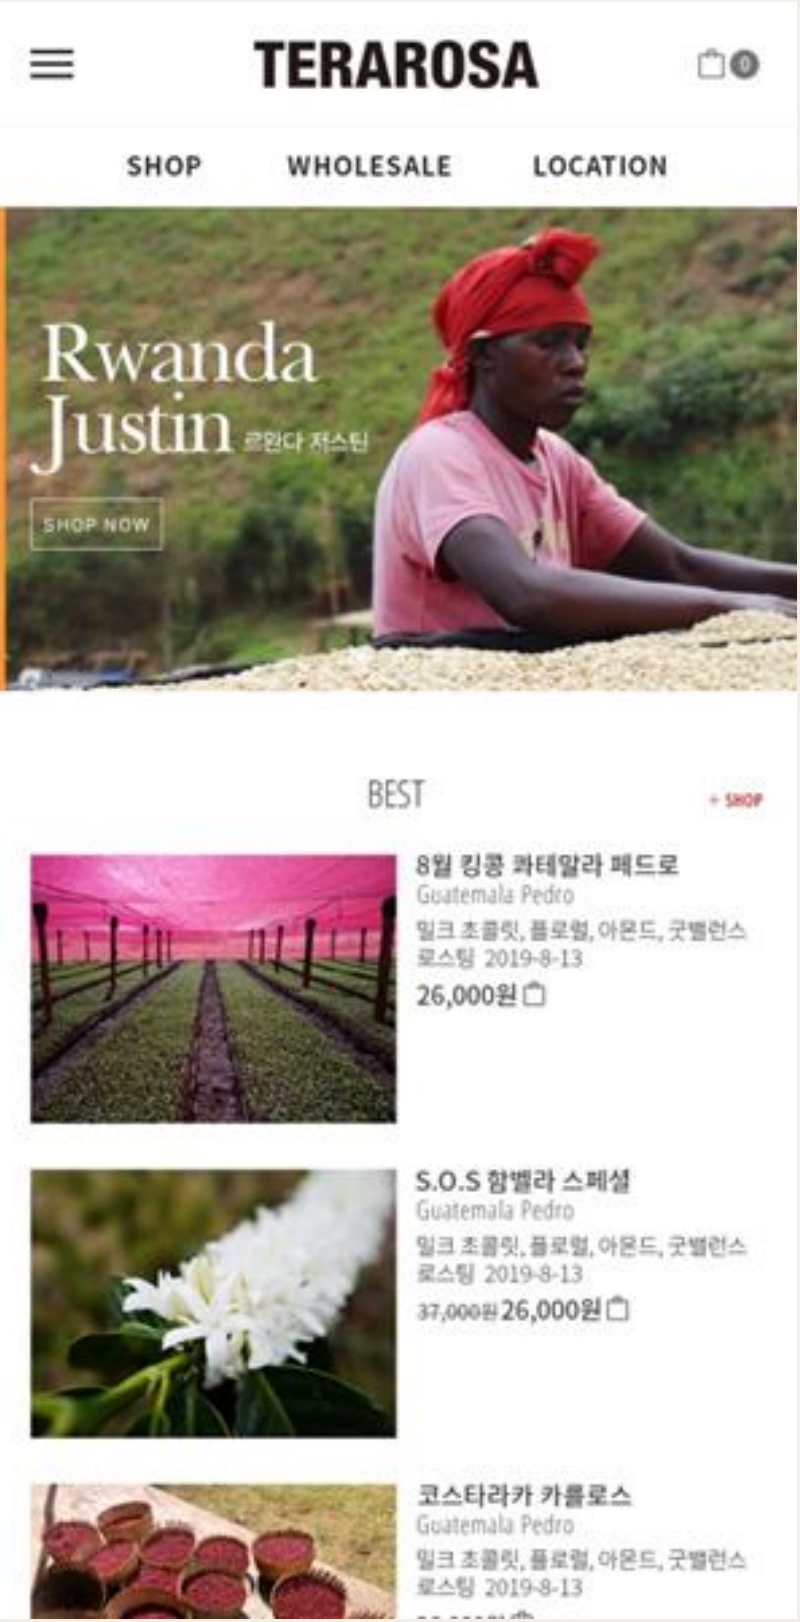 TERAROSA
0
SHOP WHOLESALE LOCATION
Rwanda
Justin 르완다 저스틴
SHOP NOW
BEST
+ SHOP
8월 킹콩 콰테말라 페드로
Guatemala Pedro
밀크 초콜릿, 플로럴, 아몬드, 굿밸런스
로스팅 2019-8-13
26,000원
S.O.S 함벨라 스페셜
Guatemala Pedro
밀크 초콜릿, 플로럴, 아몬드, 굿밸런스
로스팅 2019-8-13
37,000원 26,000원
코스타라카 카를로스
Guatemala Pedro
밀크 초콜릿, 플로럴, 아몬드, 굿밸런스
로스팅 2019-8-13